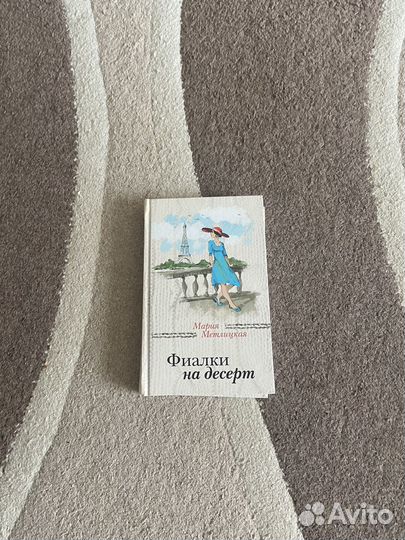 Мария
Метлицкая
Фиалки
на десерт
Avito